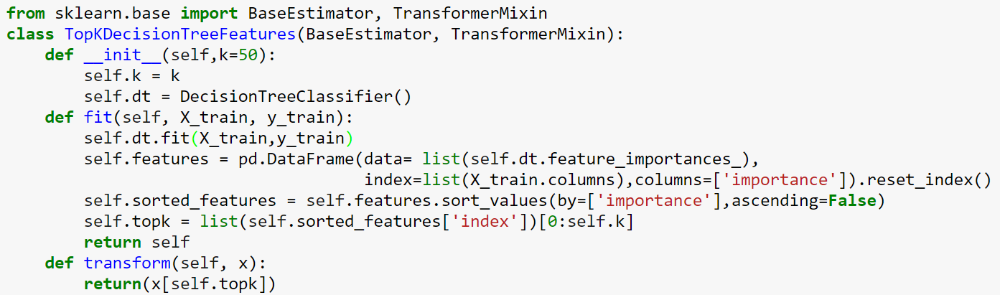 from sklearn.base import BaseEstimator, TransformerMixin
class TopKDecisionTreeFeatures(BaseEstimator, TransformerMixin):
    def __init__(self,k=50):
        self.k = k
        self.dt = DecisionTreeClassifier()
    def fit(self, X_train, y_train):
        self.dt.fit(X_train,y_train)
        self.features = pd.DataFrame(data= list(self.dt.feature_importances_),
                                     index=list(X_train.columns),columns=['importance']).reset_index()
        self.sorted_features = self.features.sort_values(by=['importance'],ascending=False)
        self.topk = list(self.sorted_features['index'])[0:self.k]
        return self
    def transform(self, x):
        return(x[self.topk])